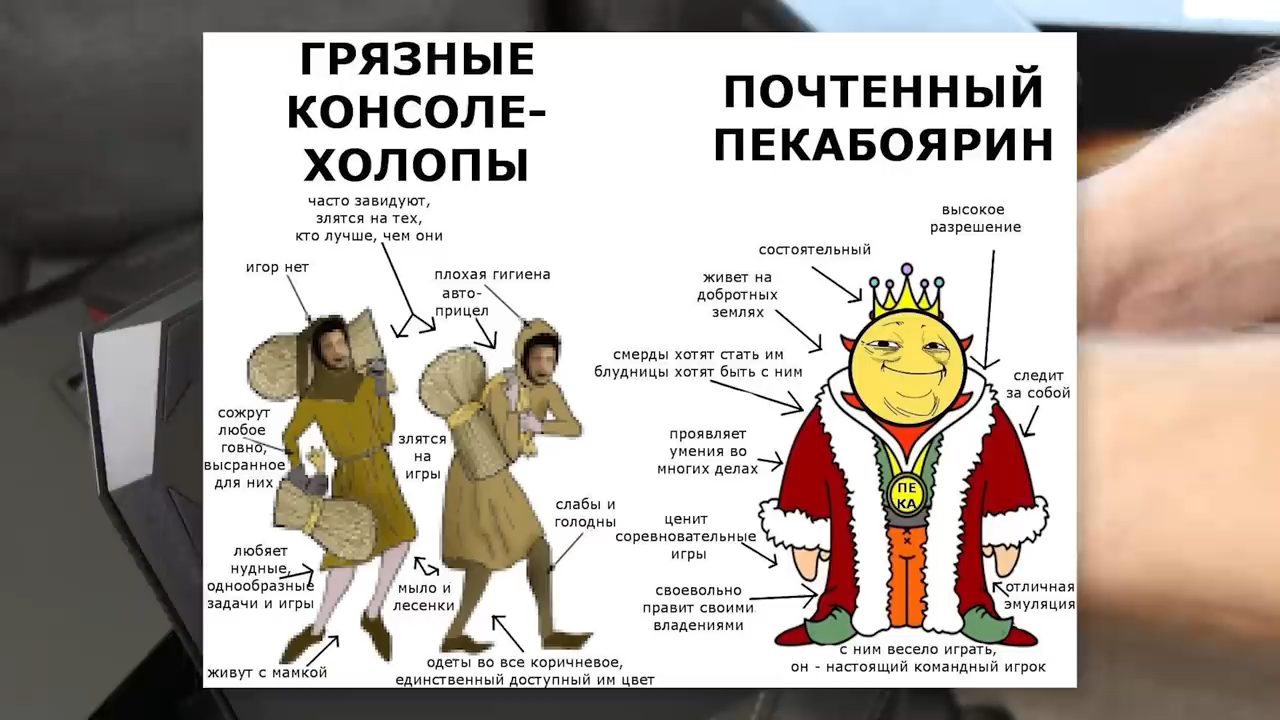 ГРЯЗНЫЕ
КОНСОЛЕ-
ХОЛОПЫ
часто завидуют,
злятся на тех,
кто лучше, чем они
игор нет
плохая гигиена
авто-
прицел
сожрут
любое
говно,
высранное
для них
злятся
на
игры
слабы и
голодны
любяет
нудные,
однообразные
задачи и игры
мыло и
лесенки
живут с мамкой
одеты во все коричневое,
единственный доступный им цвет
ПОЧТЕННЫЙ
ПЕКАБОЯРИН
высокое
разрешение
состоятельный
живет на
добротных
землях
смерды хотят стать им
блудницы хотят быть с ним
следит
за собой
проявляет
умения во
многих делах
ПЕ
КА
ценит
соревновательные
игры
своевольно
правит своими
владениями
отличная
эмуляция
с ним весело играть,
он - настоящий командный игрок